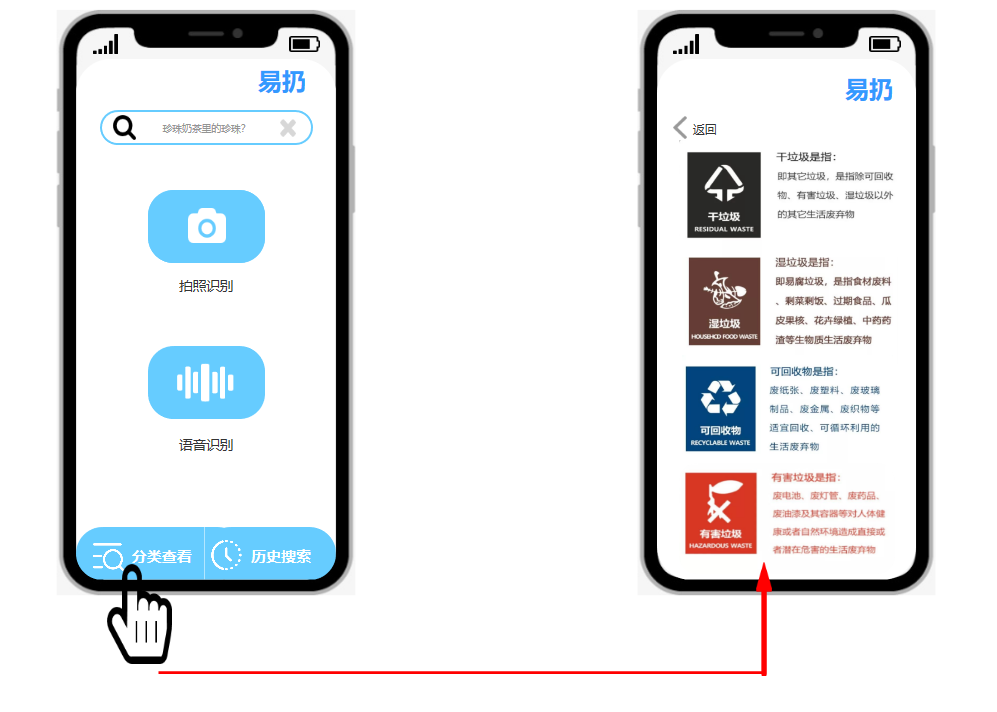 易扔
珍珠奶茶里的珍珠?
拍照识别
语音识别
分类查看
历史搜索
易扔
返回
干垃圾
RESIDUAL WASTE
干垃圾是指:
即其它垃圾,是指除可回收
物、有害垃圾、湿垃圾以外
的其它生活废弃物
湿垃圾
HOUSEHCD FOOD WASTE
湿垃圾是指:
即易腐垃圾,是指食材废料
、剩菜剩饭、过期食品、瓜
皮果核、花卉绿植、中药药
渣等生物质生活废弃物
可回收物
RECYCLABLE WASTE
可回收物是指:
废纸张、废塑料、废玻璃
制品、废金属、废织物等
适宜回收、可循环利用的
生活废弃物
有害垃圾
HAZARDOUS WASTE
有害垃圾是指:
废电池、废灯管、废药品、
废油漆及其容器等对人体健
康或者自然环境造成直接或
者潜在危害的生活废弃物